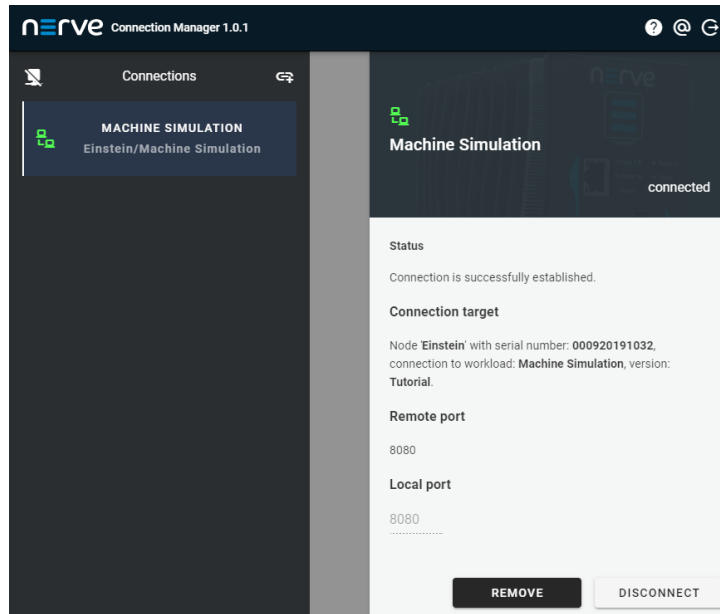 nerve Connection Manager 1.0.1
Connections
MACHINE SIMULATION
Einstein/Machine Simulation
nerve
Machine Simulation
connected
Status
Connection is successfully established.
Connection target
Node 'Einstein' with serial number: 000920191032,
connection to workload: Machine Simulation, version:
Tutorial.
Remote port
8080
Local port
8080
REMOVE
DISCONNECT